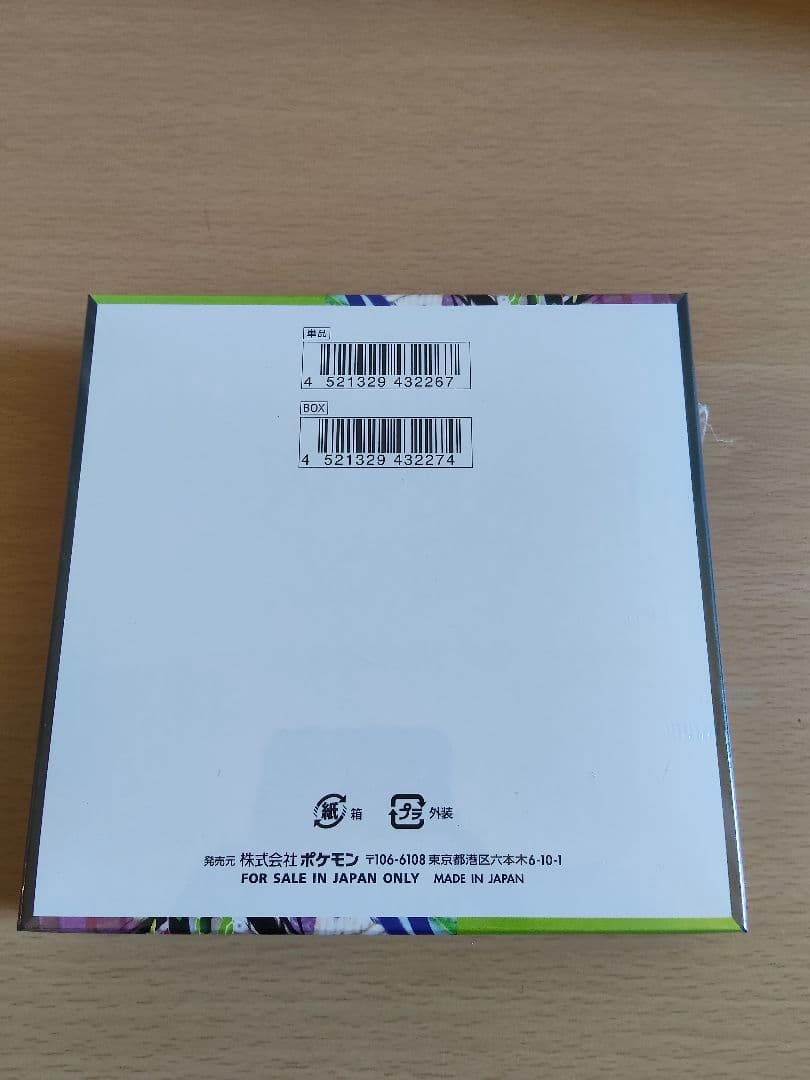 単品
4 521329 432267
BOX
4 521329 432274
紙 箱 プラ 外装
発売元 株式会社ポケモン 〒106-6108 東京都港区六本木6-10-1
FOR SALE IN JAPAN ONLY MADE IN JAPAN